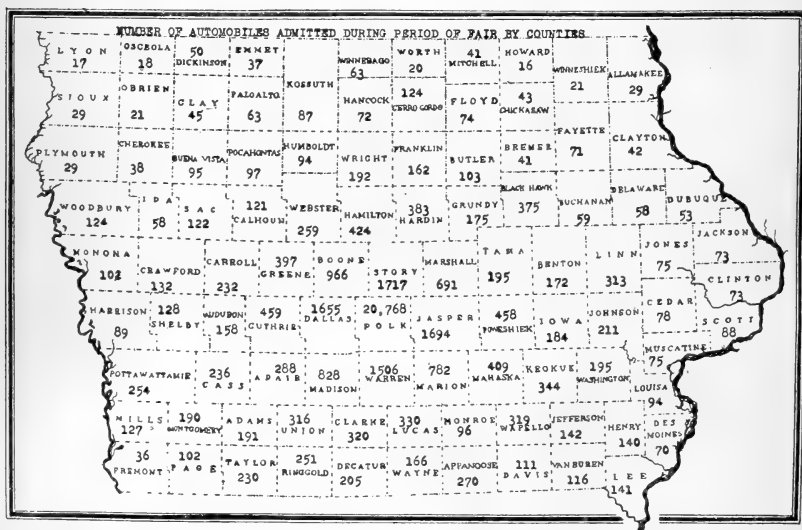 NUMBER OF AUTOMOBILES ADMITTED DURING PERIOD OF FAIR BY COUNTIES
LYON 17
OSCEOLA 18
50 DICKINSON
EMMET 37
WINNEBAGO 63
WORTH 20
41 MITCHELL
HOWARD 16
WINNESHIEK 21
ALLAMAKEE 29
SIOUX 29
OBRIEN 21
CLAY 45
PALOALTO 63
KOSSUTH 87
HANCOCK 72
124 CERRO GORDO
FLOYD 74
43 CHICKASAW
PLYMOUTH 29
CHEROKEE 38
BUENA VISTA 95
POCAHONTAS 97
HUMBOLDT 94
WRIGHT 192
FRANKLIN 162
BUTLER 103
BREMER 41
FAYETTE 71
CLAYTON 42
WOODBURY 124
IDA 58
SAC 122
121 CALHOUN
WEBSTER 259
HAMILTON 424
383 HARDIN
GRUNDY 175
BLACK HAWK 375
BUCHANAN 59
DELAWARE 58
DUBUQUE 53
MONONA 102
CRAWFORD 132
CARROLL 232
397 GREENE
BOONE 966
STORY 1717
MARSHALL 691
TAMA 195
BENTON 172
LINN 313
JONES 75
JACKSON 73
CLINTON 73
HARRISON 89
128 SHELBY
AUDUBON 158
459 GUTHRIE
1655 DALLAS
20,768 POLK
JASPER 1694
458 POWESHIEK
IOWA 184
JOHNSON 211
CEDAR 78
SCOTT 88
MUSCATINE 75
POTTAWATTAMIE 254
236 CASS
288 ADAIR
828 MADISON
1506 WARREN
782 MARION
409 MAHASKA
KEOKUK 344
195 WASHINGTON
LOUISA 94
MILLS 127
190 MONTGOMERY
ADAMS 191
316 UNION
CLARKE 320
330 LUCAS
MONROE 96
319 WAPELLO
JEFFERSON 142
HENRY 140
DES MOINES 70
36 FREMONT
102 PAGE
TAYLOR 230
251 RINGGOLD
DECATUR 205
166 WAYNE
APPANOOSE 270
111 DAVIS
VAN BUREN 116
LEE 141